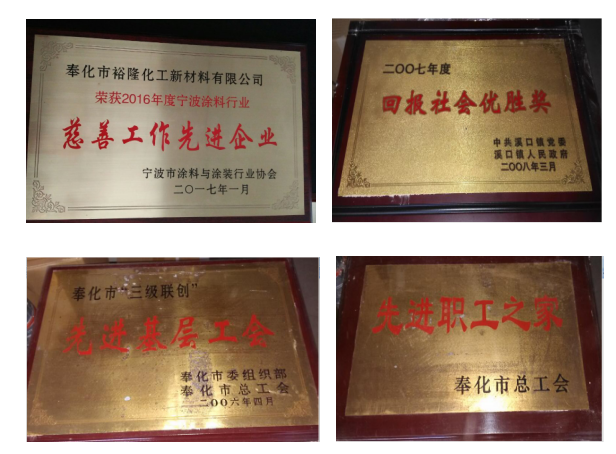 奉化市裕隆化工新材料有限公司
荣获2016年度宁波涂料行业
慈善工作先进企业
宁波市涂料与涂装行业协会
二〇一七年一月
二〇〇七年度
回报社会优胜奖
中共溪口镇党委
溪口镇人民政府
二〇〇八年三月
奉化市“三级联创”
先进基层工会
奉化市委组织部
奉化市总工会
二〇〇六年四月
先进职工之家
奉化市总工会